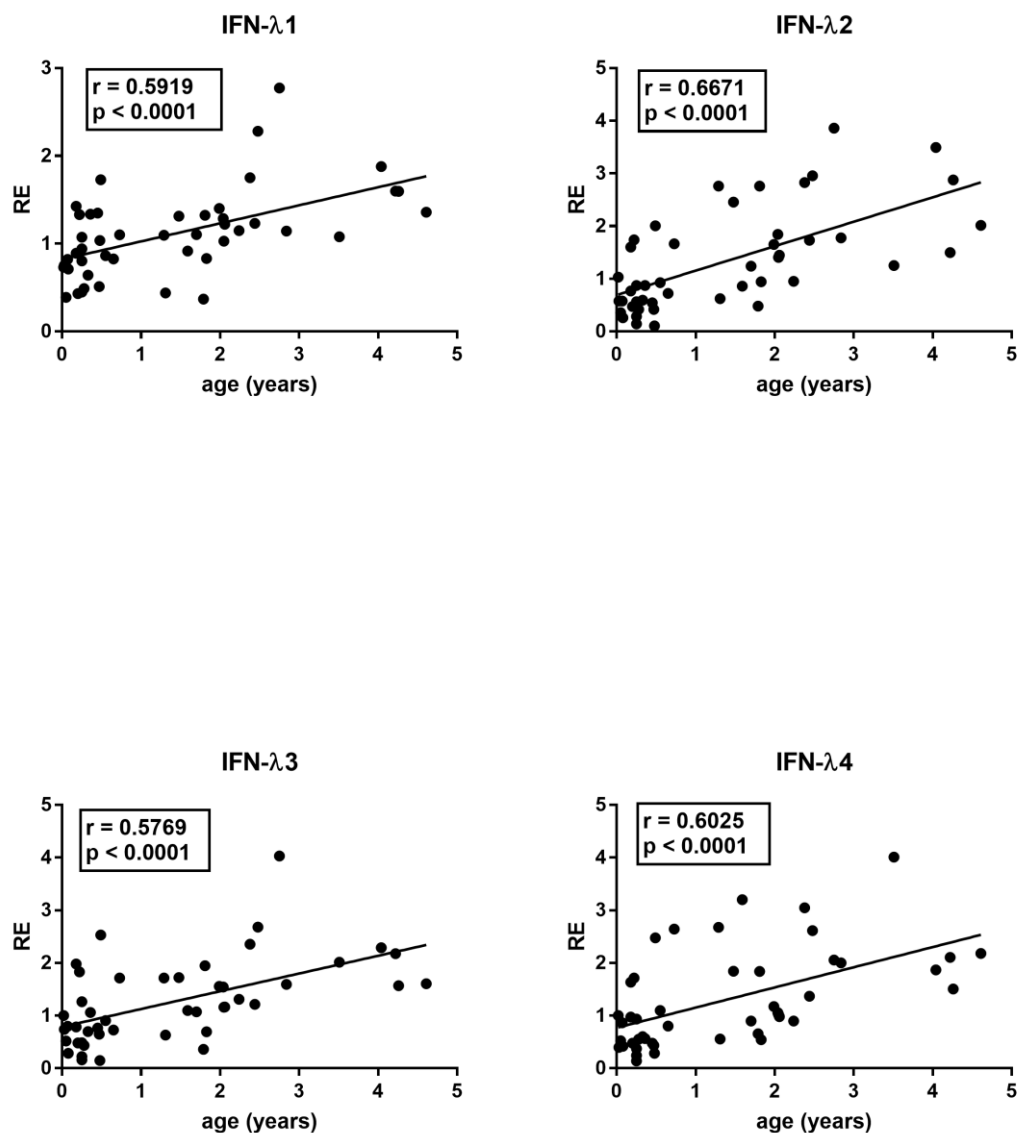 IFN-λ1
r = 0.5919
p < 0.0001
3
2
1
0
RE
0 1 2 3 4 5
age (years)
IFN-λ2
r = 0.6671
p < 0.0001
5
4
3
2
1
0
RE
0 1 2 3 4 5
age (years)
IFN-λ3
r = 0.5769
p < 0.0001
5
4
3
2
1
0
RE
0 1 2 3 4 5
age (years)
IFN-λ4
r = 0.6025
p < 0.0001
5
4
3
2
1
0
RE
0 1 2 3 4 5
age (years)